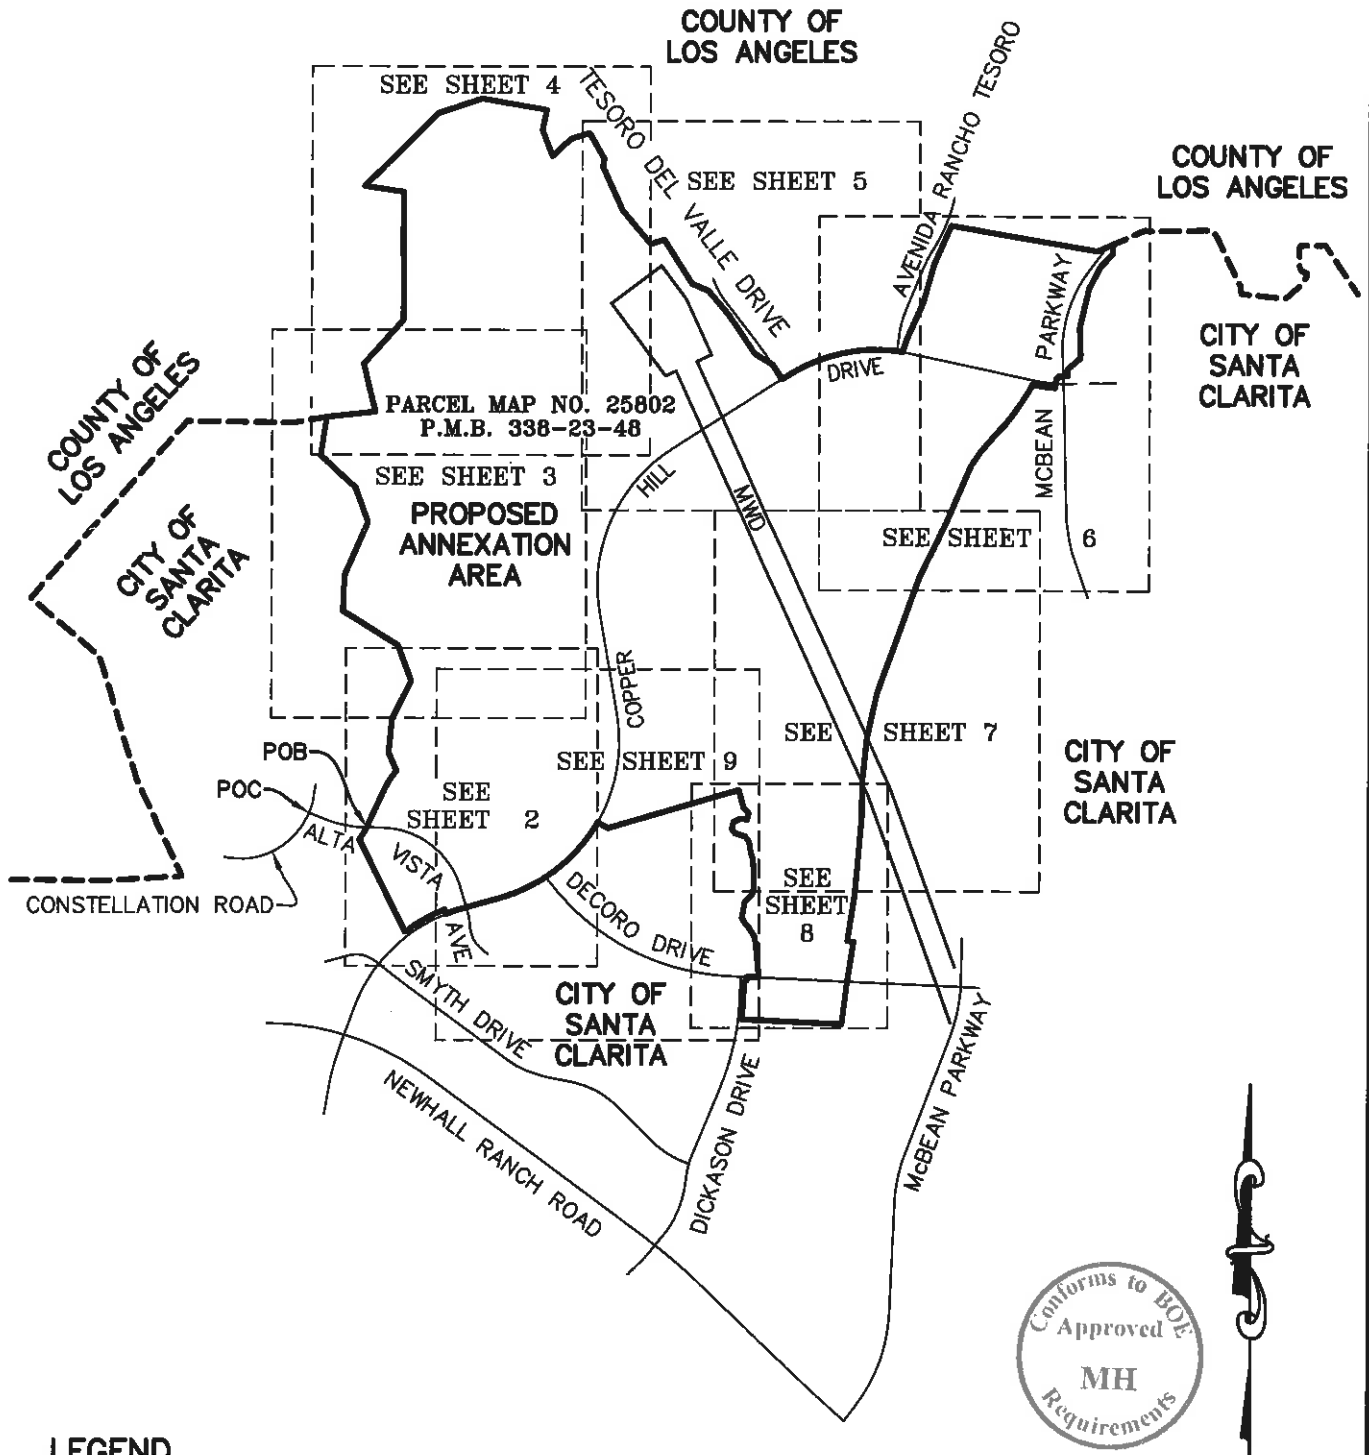 COUNTY OF
LOS ANGELES
SEE SHEET 4
TESORO DEL VALLE DRIVE
AVENIDA RANCHO TESORO
SEE SHEET 5
COUNTY OF
LOS ANGELES
PARKWAY
DRIVE
CITY OF
SANTA
CLARITA
COUNTY OF
LOS ANGELES
PARCEL MAP NO. 25802
P.M.B. 338-23-48
SEE SHEET 3
HILL
MWD
MCBEAN
PROPOSED
ANNEXATION
AREA
SEE SHEET 6
CITY OF
SANTA
CLARITA
COPPER
SEE SHEET 7
POB
SEE SHEET 9
CITY OF
SANTA
CLARITA
POC
SEE
SHEET 2
ALTA VISTA AVE
DECORO DRIVE
SEE
SHEET
8
CONSTELLATION ROAD
SMYTH DRIVE
CITY OF
SANTA
CLARITA
NEWHALL RANCH ROAD
DICKASON DRIVE
McBEAN PARKWAY
Conforms to BOE
Approved
MH
Requirements
LEGEND